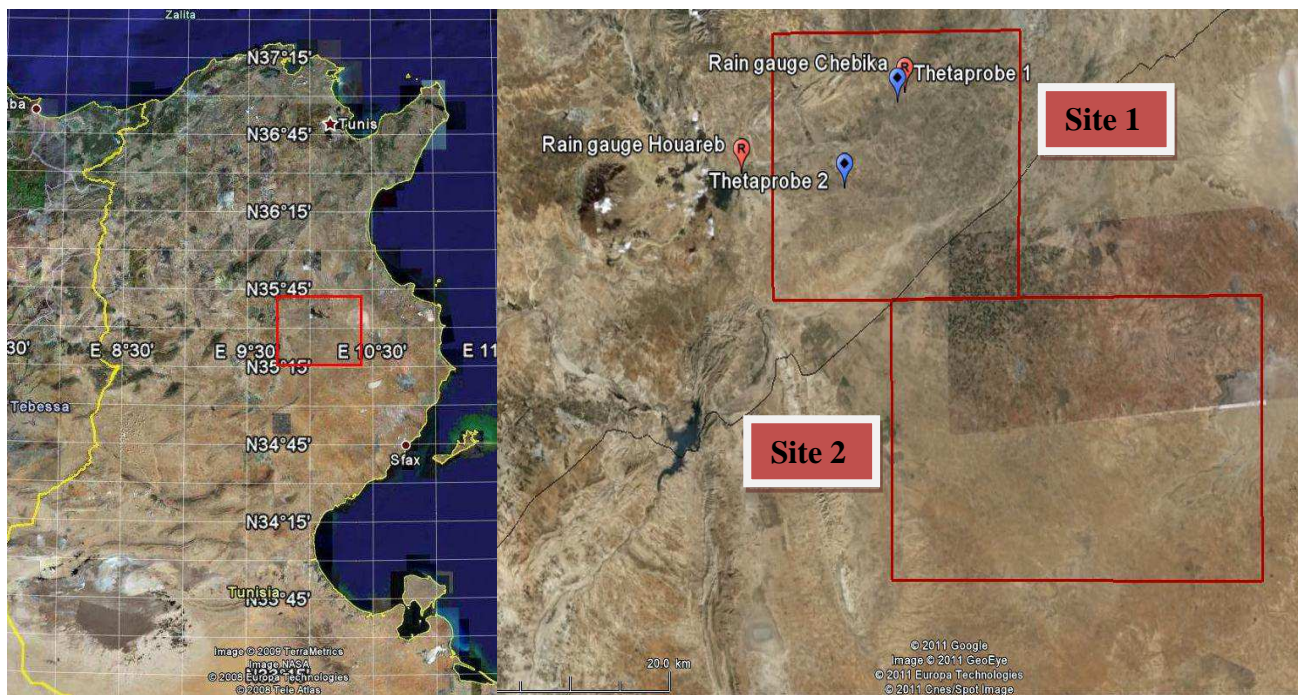 Zalita
N37°15'
ba
Tunis
N36°45'
N36°15'
N35°45'
30'
E 8°30'
E 9°30'
E 10°30'
E 11
N35°15'
Tebessa
N34°45'
Sfax
N34°15'
Tunisia
N33°45'
Image © 2009 TerraMetrics
Image NASA
© 2008 Europa Technologies
© 2008 Tele Atlas
Rain gauge Chebika
R
Thetaprobe 1
Site 1
Rain gauge Houareb
R
Thetaprobe 2
Site 2
20.0 km
© 2011 Google
Image © 2011 GeoEye
© 2011 Europa Technologies
© 2011 Cnes/Spot Image